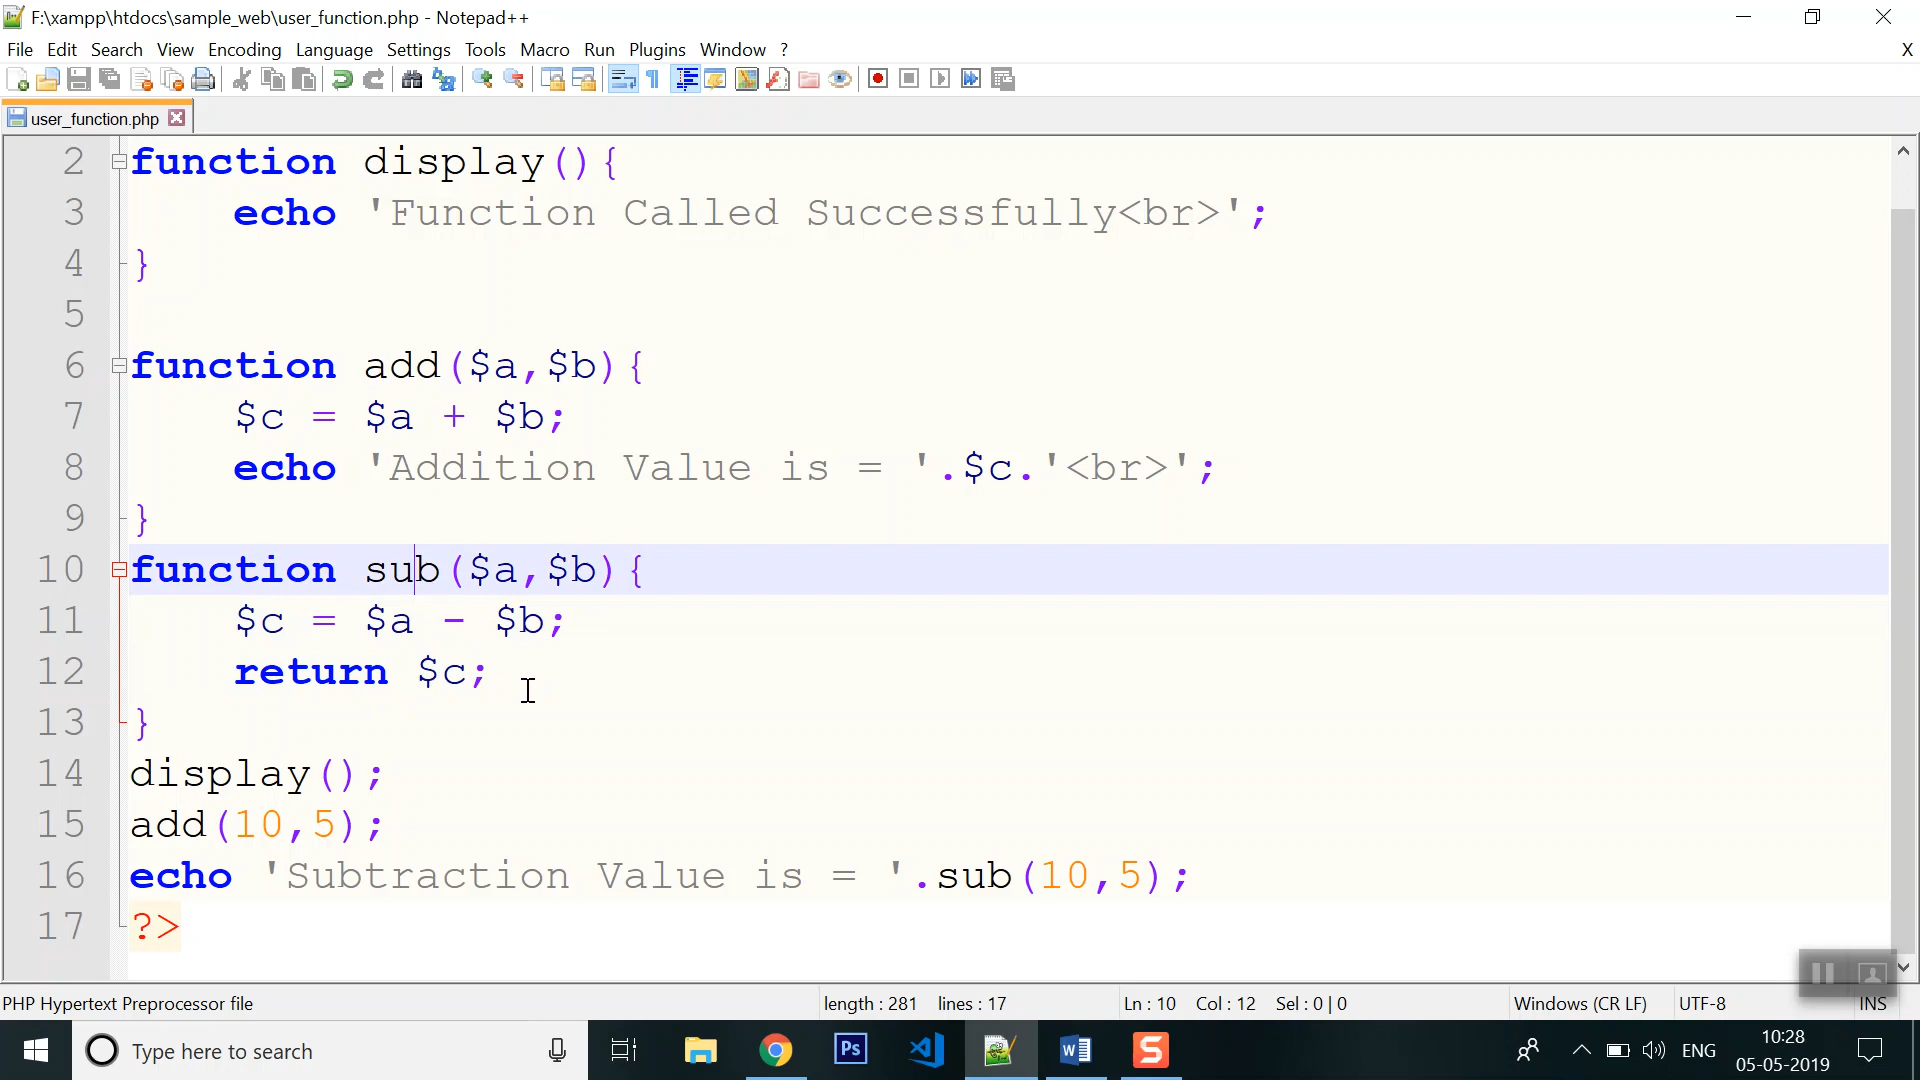 F:\xampp\htdocs\sample_web\user_function.php - Notepad++
File Edit Search View Encoding Language Settings Tools Macro Run Plugins Window ? X
user_function.php
2 function display(){
3 echo 'Function Called Successfully<br>';
4 }
5
6 function add($a,$b){
7 $c = $a + $b;
8 echo 'Addition Value is = '.$c.'<br>';
9 }
10 function sub($a,$b){
11 $c = $a - $b;
12 return $c;
13 }
14 display();
15 add(10,5);
16 echo 'Subtraction Value is = '.sub(10,5);
17 ?>
PHP Hypertext Preprocessor file length : 281 lines : 17 Ln : 10 Col : 12 Sel : 0 | 0 Windows (CR LF) UTF-8 INS
Type here to search Ps W S ENG 10:28
05-05-2019